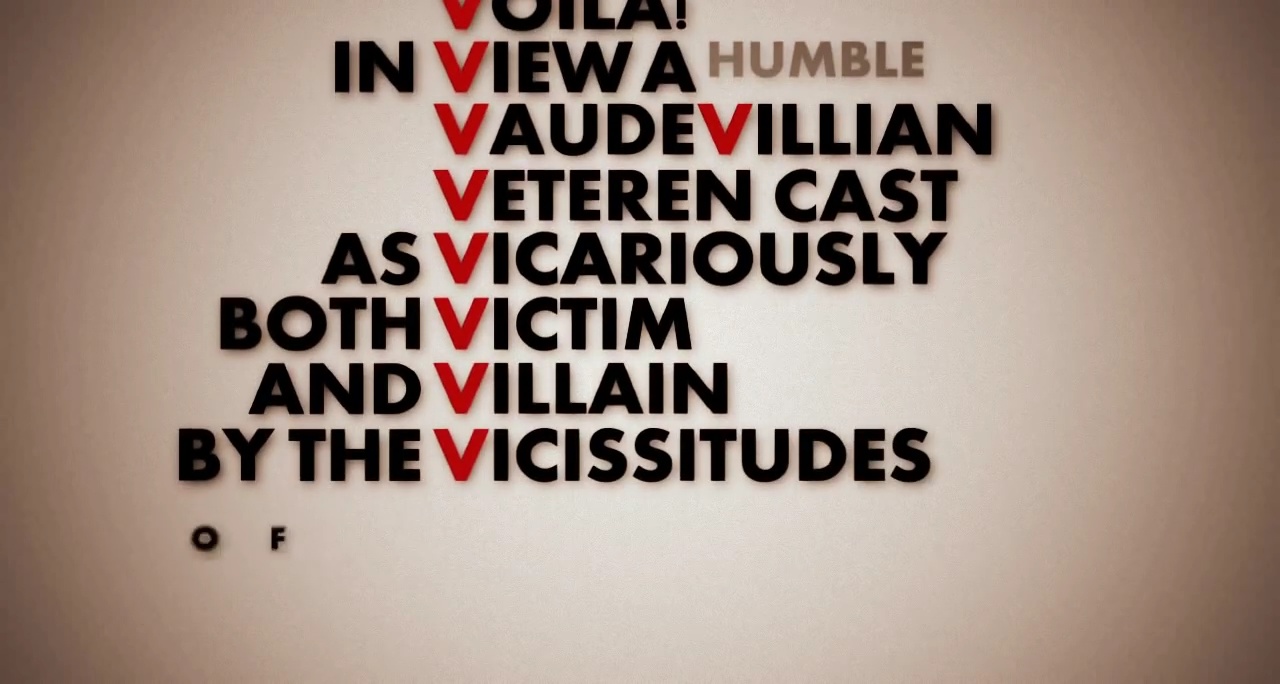 VOILA!
IN VIEW A HUMBLE
VAUDEVILLIAN
VETEREN CAST
AS VICARIOUSLY
BOTH VICTIM
AND VILLAIN
BY THE VICISSITUDES
O F